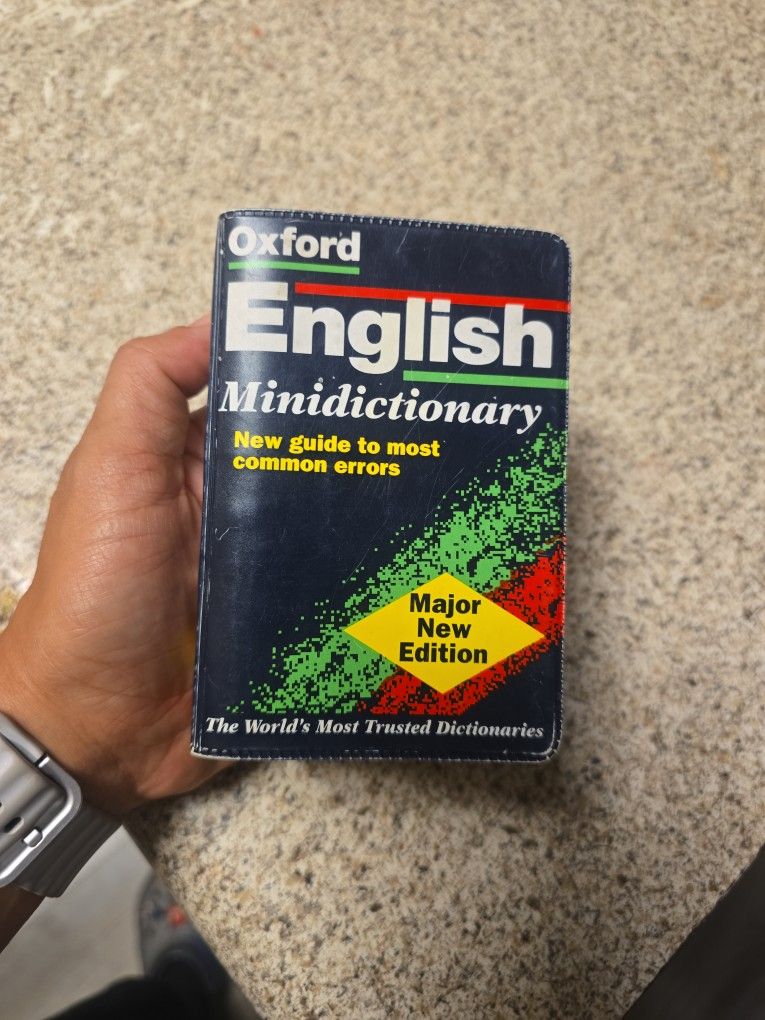 Oxford
English
Minidictionary
New guide to most
common errors
Major
New
Edition
The World's Most Trusted Dictionaries